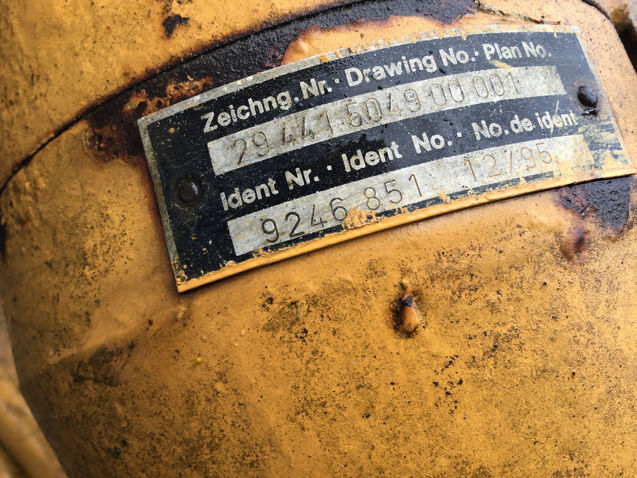 Zeichng. Nr. · Drawing No. · Plan No.
29 441 5049 00 001
Ident Nr. · Ident No. · No. de ident
9246 851 12/95